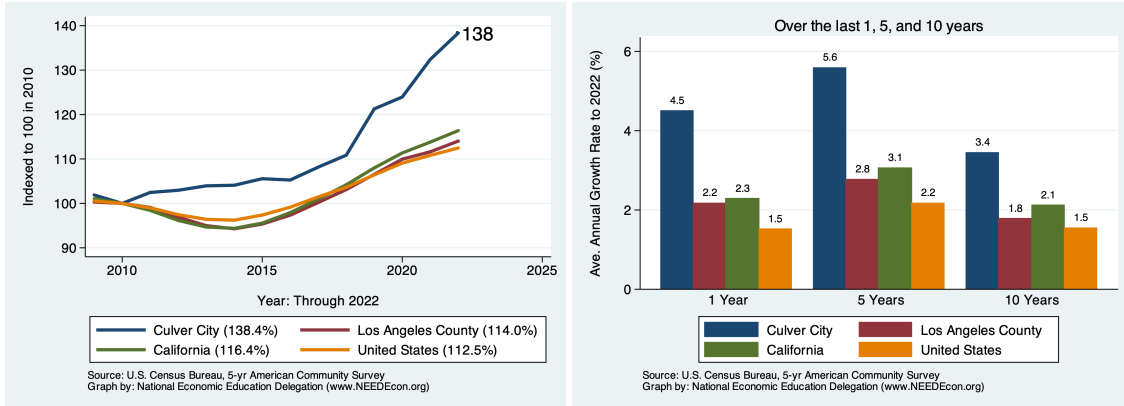 140
130
120
110
100
90
Indexed to 100 in 2010
138
2010
2015
2020
2025
Year: Through 2022
Culver City (138.4%)
Los Angeles County (114.0%)
California (116.4%)
United States (112.5%)
Source: U.S. Census Bureau, 5-yr American Community Survey
Graph by: National Economic Education Delegation (www.NEEDEcon.org)
Over the last 1, 5, and 10 years
Ave. Annual Growth Rate to 2022 (%)
6
4
2
0
4.5
2.2
2.3
1.5
5.6
2.8
3.1
2.2
3.4
1.8
2.1
1.5
1 Year
5 Years
10 Years
Culver City
Los Angeles County
California
United States
Source: U.S. Census Bureau, 5-yr American Community Survey
Graph by: National Economic Education Delegation (www.NEEDEcon.org)